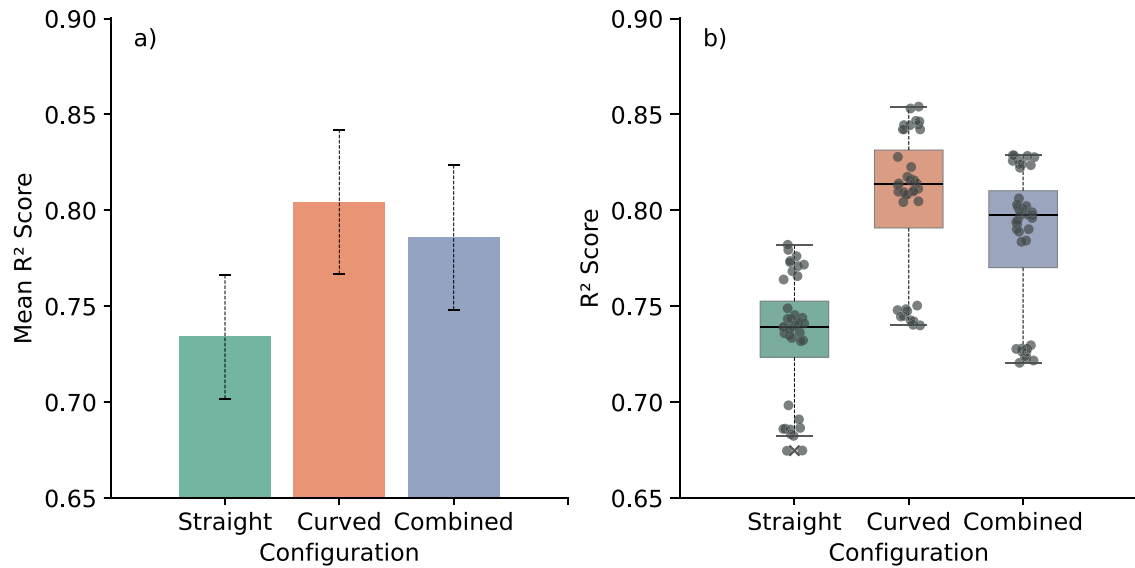 a)
Mean R² Score
0.90
0.85
0.80
0.75
0.70
0.65
Straight Curved Combined
Configuration
b)
R² Score
0.90
0.85
0.80
0.75
0.70
0.65
Straight Curved Combined
Configuration